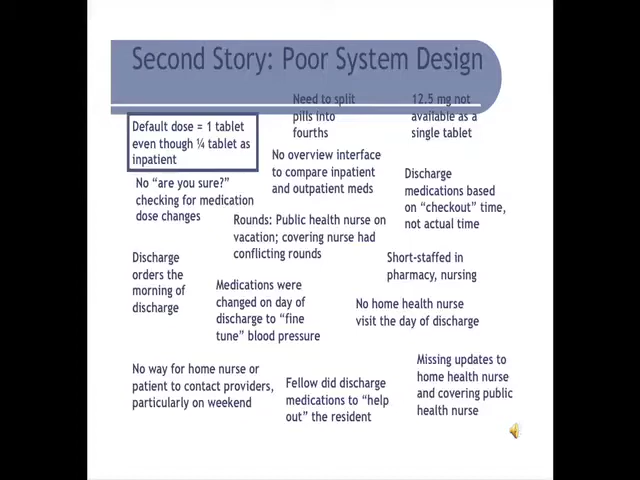 Second Story: Poor System Design
Need to split
pills into
fourths
12.5 mg not
available as a
single tablet
Default dose = 1 tablet
even though ¼ tablet as
inpatient
No overview interface
to compare inpatient
and outpatient meds
Discharge
medications based
on “checkout” time,
not actual time
No “are you sure?”
checking for medication
dose changes
Rounds: Public health nurse on
vacation; covering nurse had
conflicting rounds
Discharge
orders the
morning of
discharge
Short-staffed in
pharmacy, nursing
Medications were
changed on day of
discharge to “fine
tune” blood pressure
No home health nurse
visit the day of discharge
No way for home nurse or
patient to contact providers,
particularly on weekend
Fellow did discharge
medications to “help
out” the resident
Missing updates to
home health nurse
and covering public
health nurse